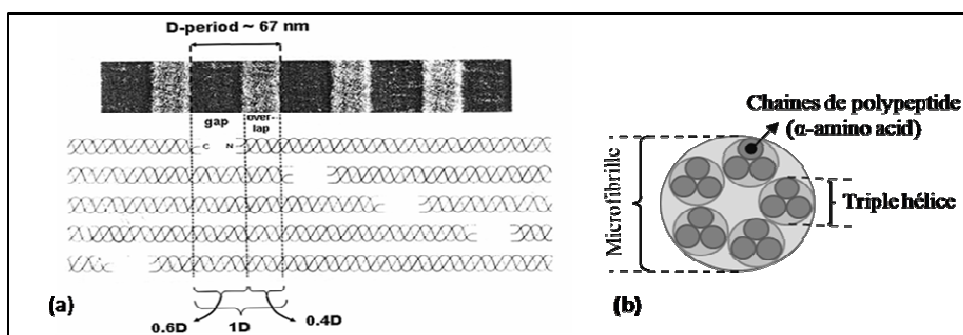 D-period ~ 67 nm
gap
over-
lap
C
N
(a)
0.6D
1D
0.4D
Chaines de polypeptide
(α-amino acid)
Microfibrille
Triple hélice
(b)